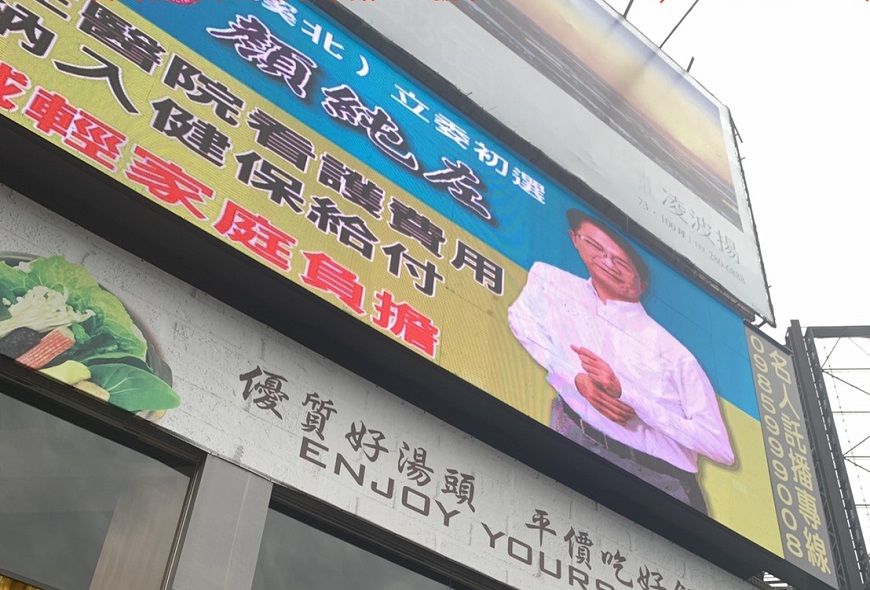 溪北）立委初選
顏純左
醫院看護費用
納入健保給付
減輕家庭負擔
凌波揚
名人託播專線
0985999008
優質好湯頭 平價吃好
ENJOY YOURS